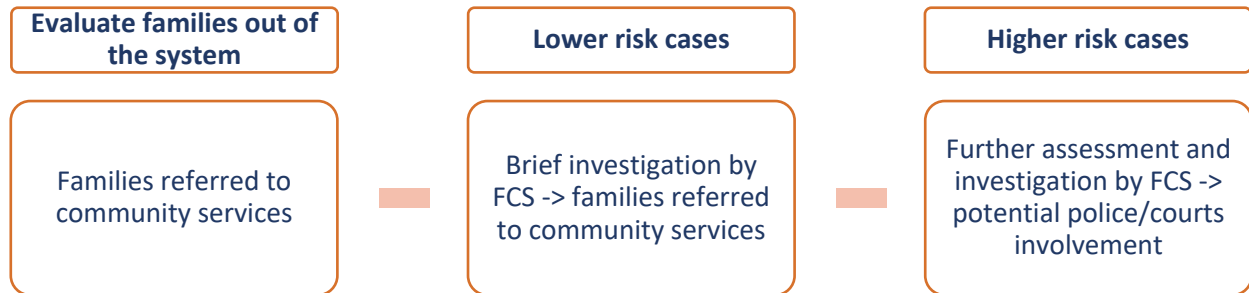 Evaluate families out of
the system
Lower risk cases
Higher risk cases
Families referred to
community services
Brief investigation by
FCS -> families referred
to community services
Further assessment and
investigation by FCS ->
potential police/courts
involvement